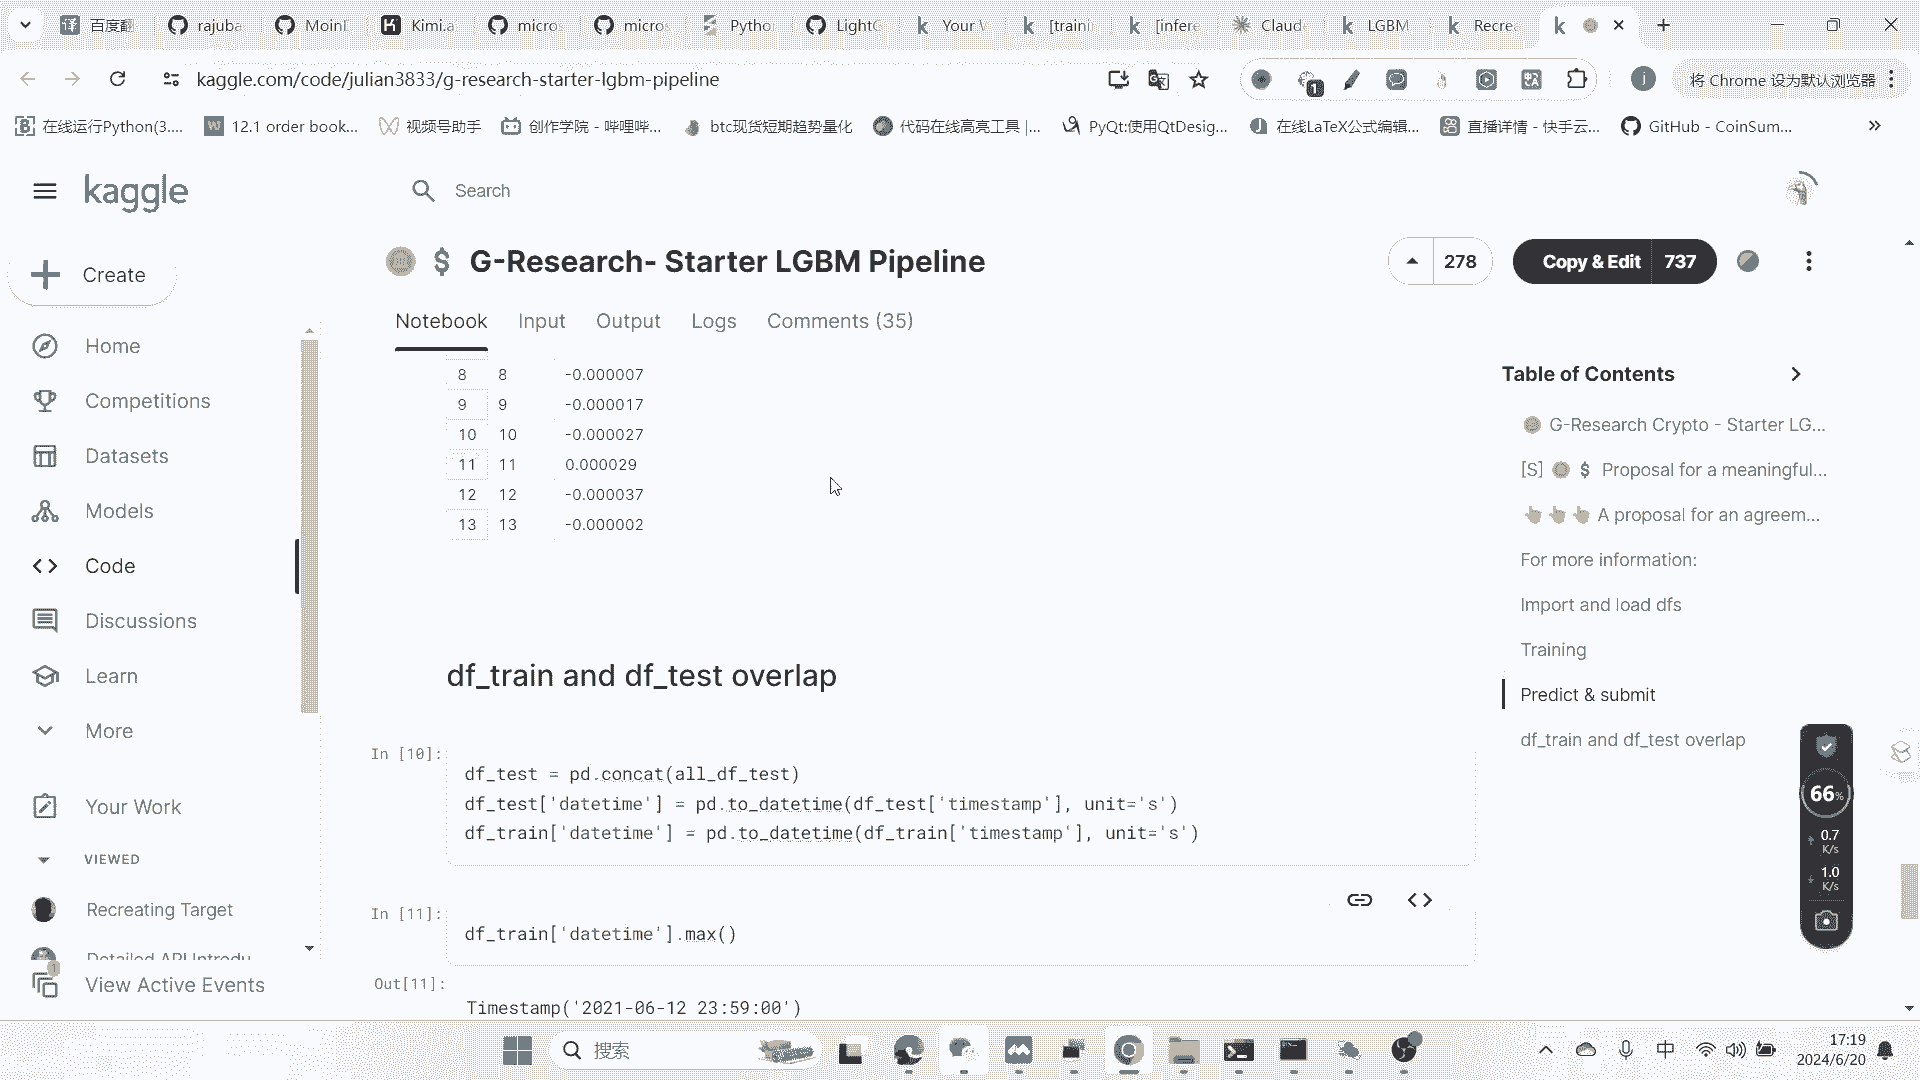 百度翻
rajuba
Moinl
Kimi.a
micros
micros
Pytho
LightG
Your V
[traini
[infere
Claud
LGBM
Recrea
kaggle.com/code/julian3833/g-research-starter-lgbm-pipeline
1
j
将 Chrome 设为默认浏览器
在线运行Python(3....
12.1 order book...
视频号助手
创作学院 - 哔哩哔...
btc现货短期趋势量化
代码在线高亮工具 |...
PyQt:使用QtDesig...
在线LaTeX公式编辑...
直播详情 - 快手云...
GitHub - CoinSum...
kaggle
Search
Create
G-Research- Starter LGBM Pipeline
278
Copy & Edit 737
Notebook Input Output Logs Comments (35)
Home
Competitions
Datasets
Models
Code
Discussions
Learn
More
Your Work
VIEWED
Recreating Target
Detailed API Introdu
View Active Events
1
8 8 -0.000007
9 9 -0.000017
10 10 -0.000027
11 11 0.000029
12 12 -0.000037
13 13 -0.000002
df_train and df_test overlap
In [10]:
df_test = pd.concat(all_df_test)
df_test['datetime'] = pd.to_datetime(df_test['timestamp'], unit='s')
df_train['datetime'] = pd.to_datetime(df_train['timestamp'], unit='s')
In [11]:
df_train['datetime'].max()
Out[11]:
Timestamp('2021-06-12 23:59:00')
Table of Contents
G-Research Crypto - Starter LG...
[S] $ Proposal for a meaningful...
A proposal for an agreem...
For more information:
Import and load dfs
Training
Predict & submit
df_train and df_test overlap
66%
0.7
K/s
1.0
K/s
搜索
中
17:19
2024/6/20